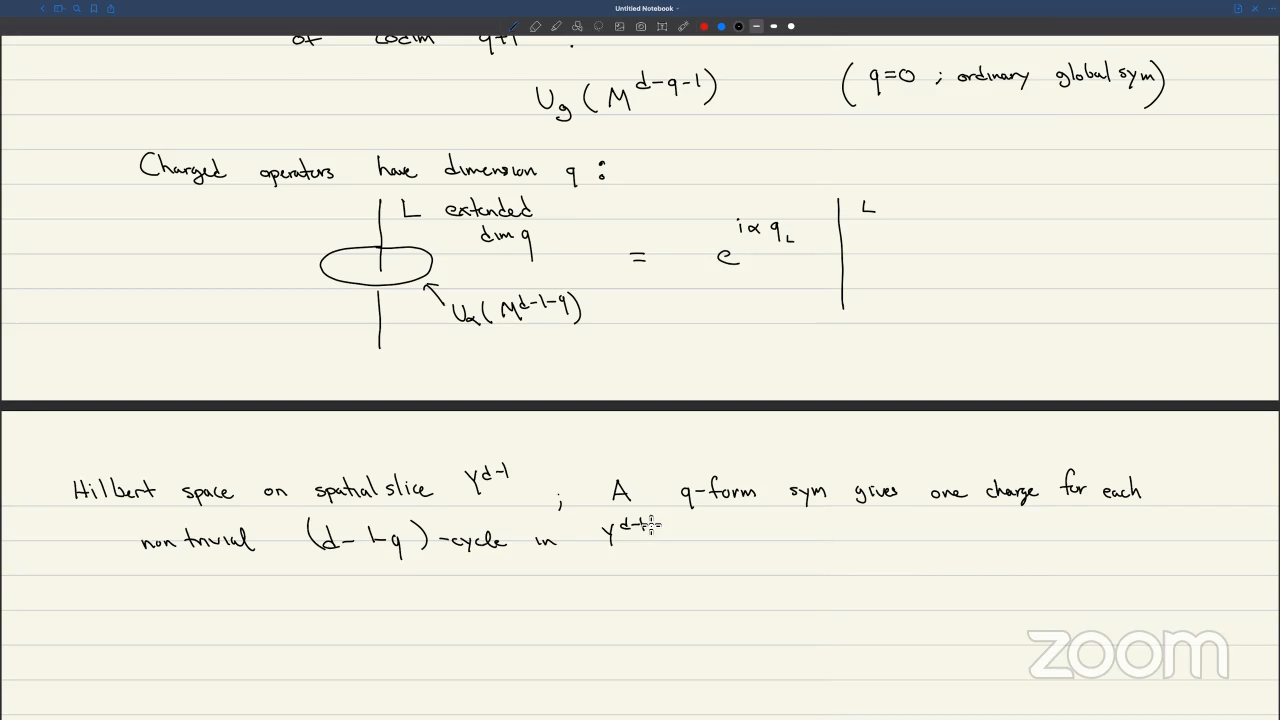 Untitled Notebook
of codim q+1 .
U_g ( M^{d-q-1} ) ( q=0 ; ordinary global sym )
Charged operators have dimension q :
L extended dim q = e^{iα q_L} L
U_α ( M^{d-1-q} )
Hilbert space on spatial slice Y^{d-1} ; A q-form sym gives one charge for each
non trivial (d-1-q)-cycle in Y^{d-1}
zoom